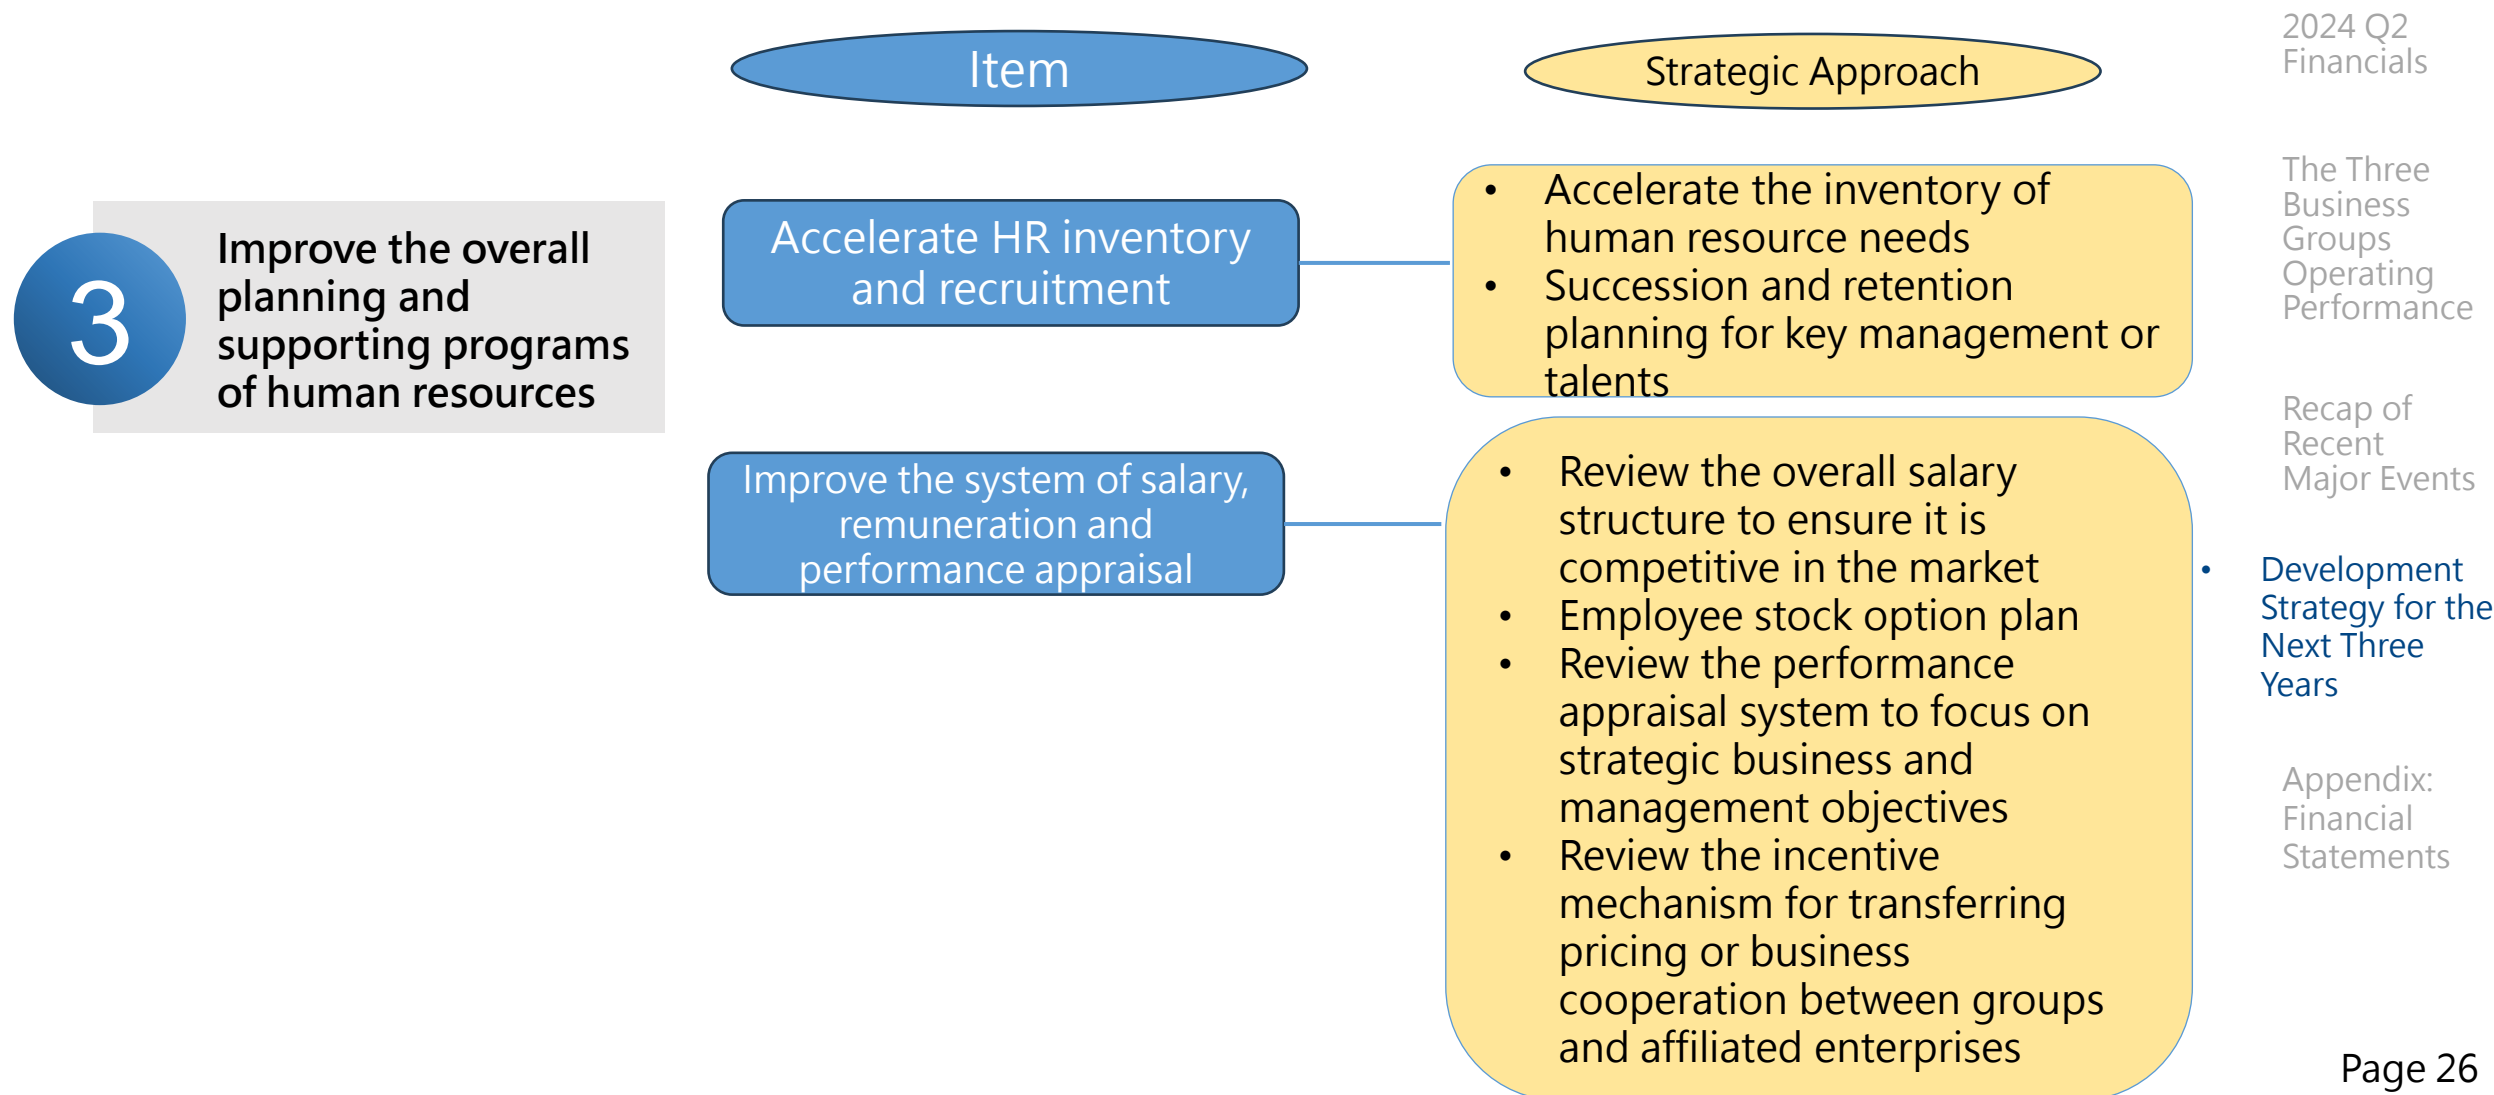 Item
Strategic Approach
3
Improve the overall
planning and
supporting programs
of human resources
Accelerate HR inventory
and recruitment
• Accelerate the inventory of
human resource needs
• Succession and retention
planning for key management or
talents
Improve the system of salary,
remuneration and
performance appraisal
• Review the overall salary
structure to ensure it is
competitive in the market
• Employee stock option plan
• Review the performance
appraisal system to focus on
strategic business and
management objectives
• Review the incentive
mechanism for transferring
pricing or business
cooperation between groups
and affiliated enterprises
2024 Q2
Financials
The Three
Business
Groups
Operating
Performance
Recap of
Recent
Major Events
• Development
Strategy for the
Next Three
Years
Appendix:
Financial
Statements
Page 26